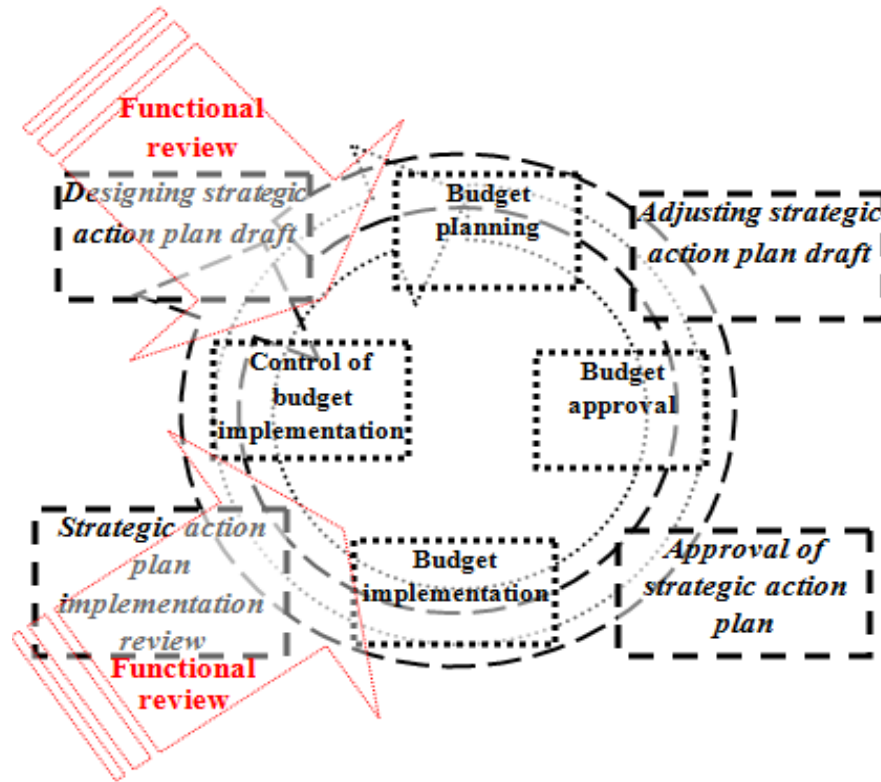 Functional
review
Designing strategic
action plan draft
Budget
planning
Adjusting strategic
action plan draft
Control of
budget
implementation
Budget
approval
Strategic action
plan
implementation
review
Budget
implementation
Approval of
strategic action
plan
Functional
review